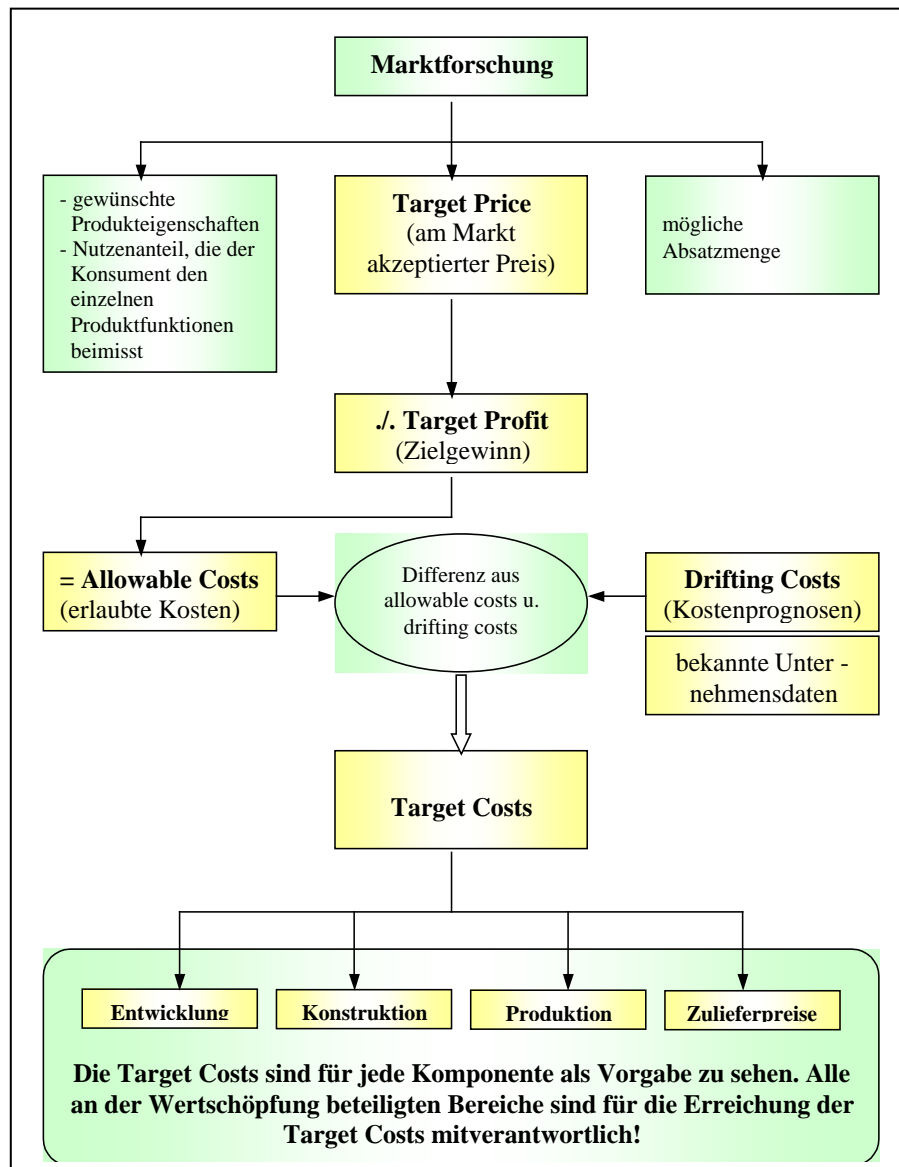 Marktforschung
- gewünschte
Produkteigenschaften
- Nutzenanteil, die der
Konsument den
einzelnen
Produktfunktionen
beimisst
Target Price
(am Markt
akzeptierter Preis)
mögliche
Absatzmenge
./. Target Profit
(Zielgewinn)
= Allowable Costs
(erlaubte Kosten)
Differenz aus
allowable costs u.
drifting costs
Drifting Costs
(Kostenprognosen)
bekannte Unter -
nehmensdaten
Target Costs
Entwicklung
Konstruktion
Produktion
Zulieferpreise
Die Target Costs sind für jede Komponente als Vorgabe zu sehen. Alle
an der Wertschöpfung beteiligten Bereiche sind für die Erreichung der
Target Costs mitverantwortlich!